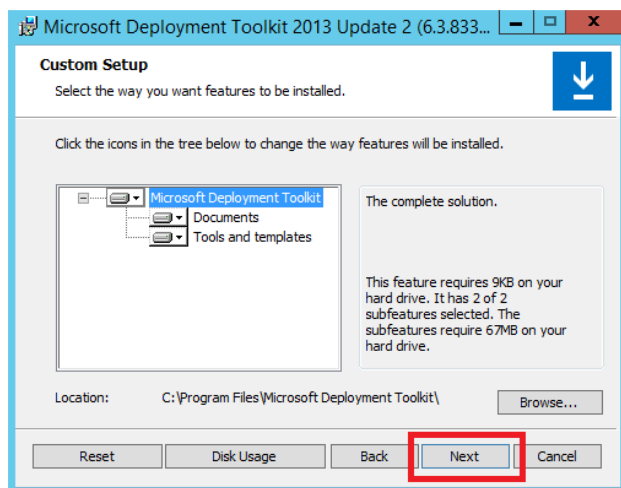 Microsoft Deployment Toolkit 2013 Update 2 (6.3.833...
Custom Setup
Select the way you want features to be installed.
Click the icons in the tree below to change the way features will be installed.
Microsoft Deployment Toolkit
Documents
Tools and templates
The complete solution.
This feature requires 9KB on your
hard drive. It has 2 of 2
subfeatures selected. The
subfeatures require 67MB on your
hard drive.
Location: C:\Program Files\Microsoft Deployment Toolkit\ Browse...
Reset Disk Usage Back Next Cancel